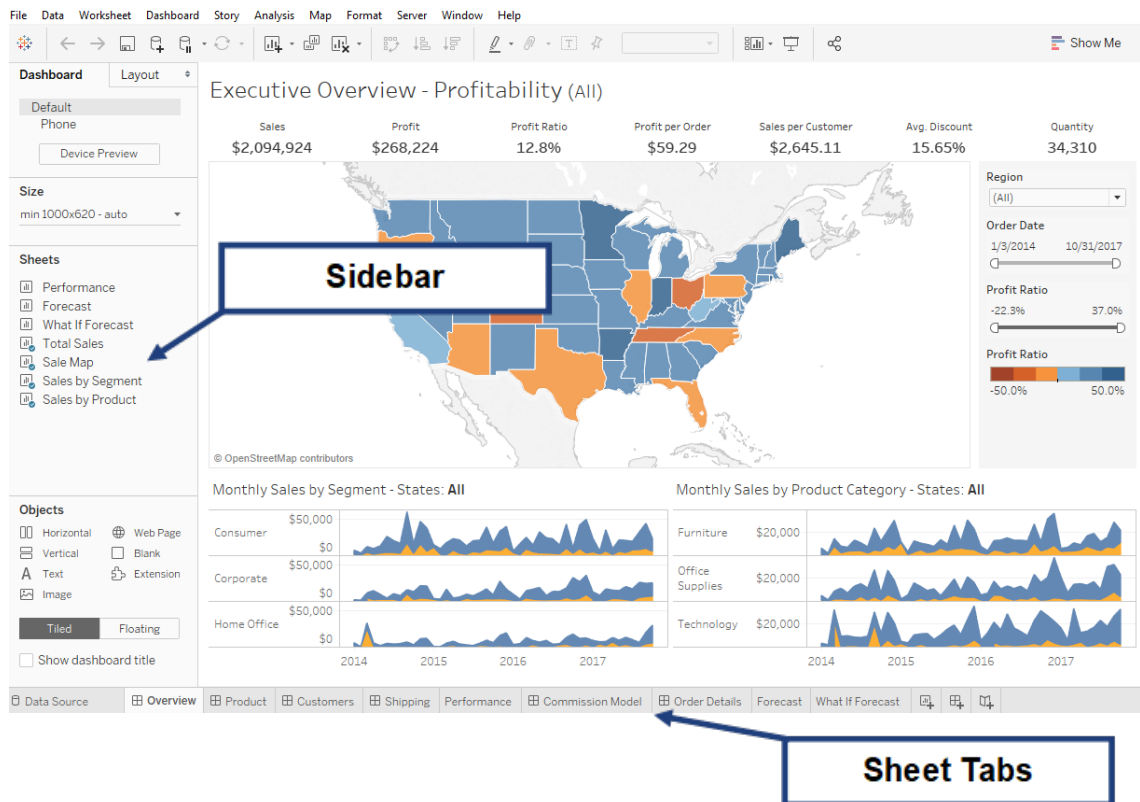 File Data Worksheet Dashboard Story Analysis Map Format Server Window Help
Show Me
Dashboard Layout
Default
Phone
Device Preview
Size
min 1000x620 - auto
Sheets
Performance
Forecast
What If Forecast
Total Sales
Sale Map
Sales by Segment
Sales by Product
Objects
Horizontal Web Page
Vertical Blank
Text Extension
Image
Tiled Floating
Show dashboard title
Executive Overview - Profitability (All)
Sales Profit Profit Ratio Profit per Order Sales per Customer Avg. Discount Quantity
$2,094,924 $268,224 12.8% $59.29 $2,645.11 15.65% 34,310
Sidebar
© OpenStreetMap contributors
Region
(All)
Order Date
1/3/2014 10/31/2017
Profit Ratio
-22.3% 37.0%
Profit Ratio
-50.0% 50.0%
Monthly Sales by Segment - States: All
Consumer $50,000
$0
Corporate $50,000
$0
Home Office $50,000
$0
2014 2015 2016 2017
Monthly Sales by Product Category - States: All
Furniture $20,000
Office
Supplies $20,000
Technology $20,000
2014 2015 2016 2017
Data Source Overview Product Customers Shipping Performance Commission Model Order Details Forecast What If Forecast
Sheet Tabs